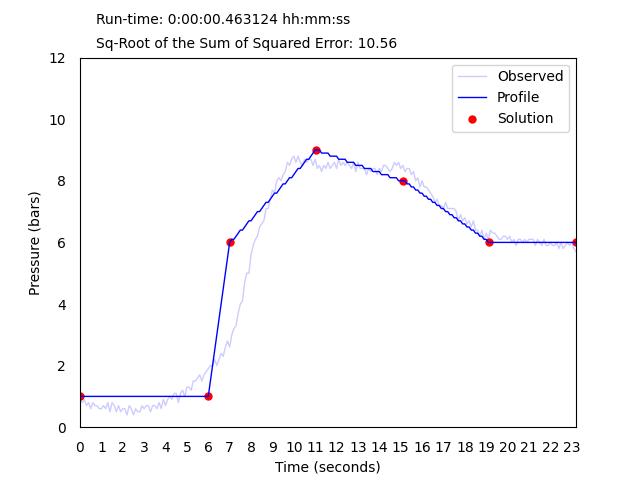 Run-time: 0:00:00.463124 hh:mm:ss
Sq-Root of the Sum of Squared Error: 10.56
12
10
8
6
4
2
0
Pressure (bars)
Observed
Profile
Solution
0 1 2 3 4 5 6 7 8 9 10 11 12 13 14 15 16 17 18 19 20 21 22 23
Time (seconds)